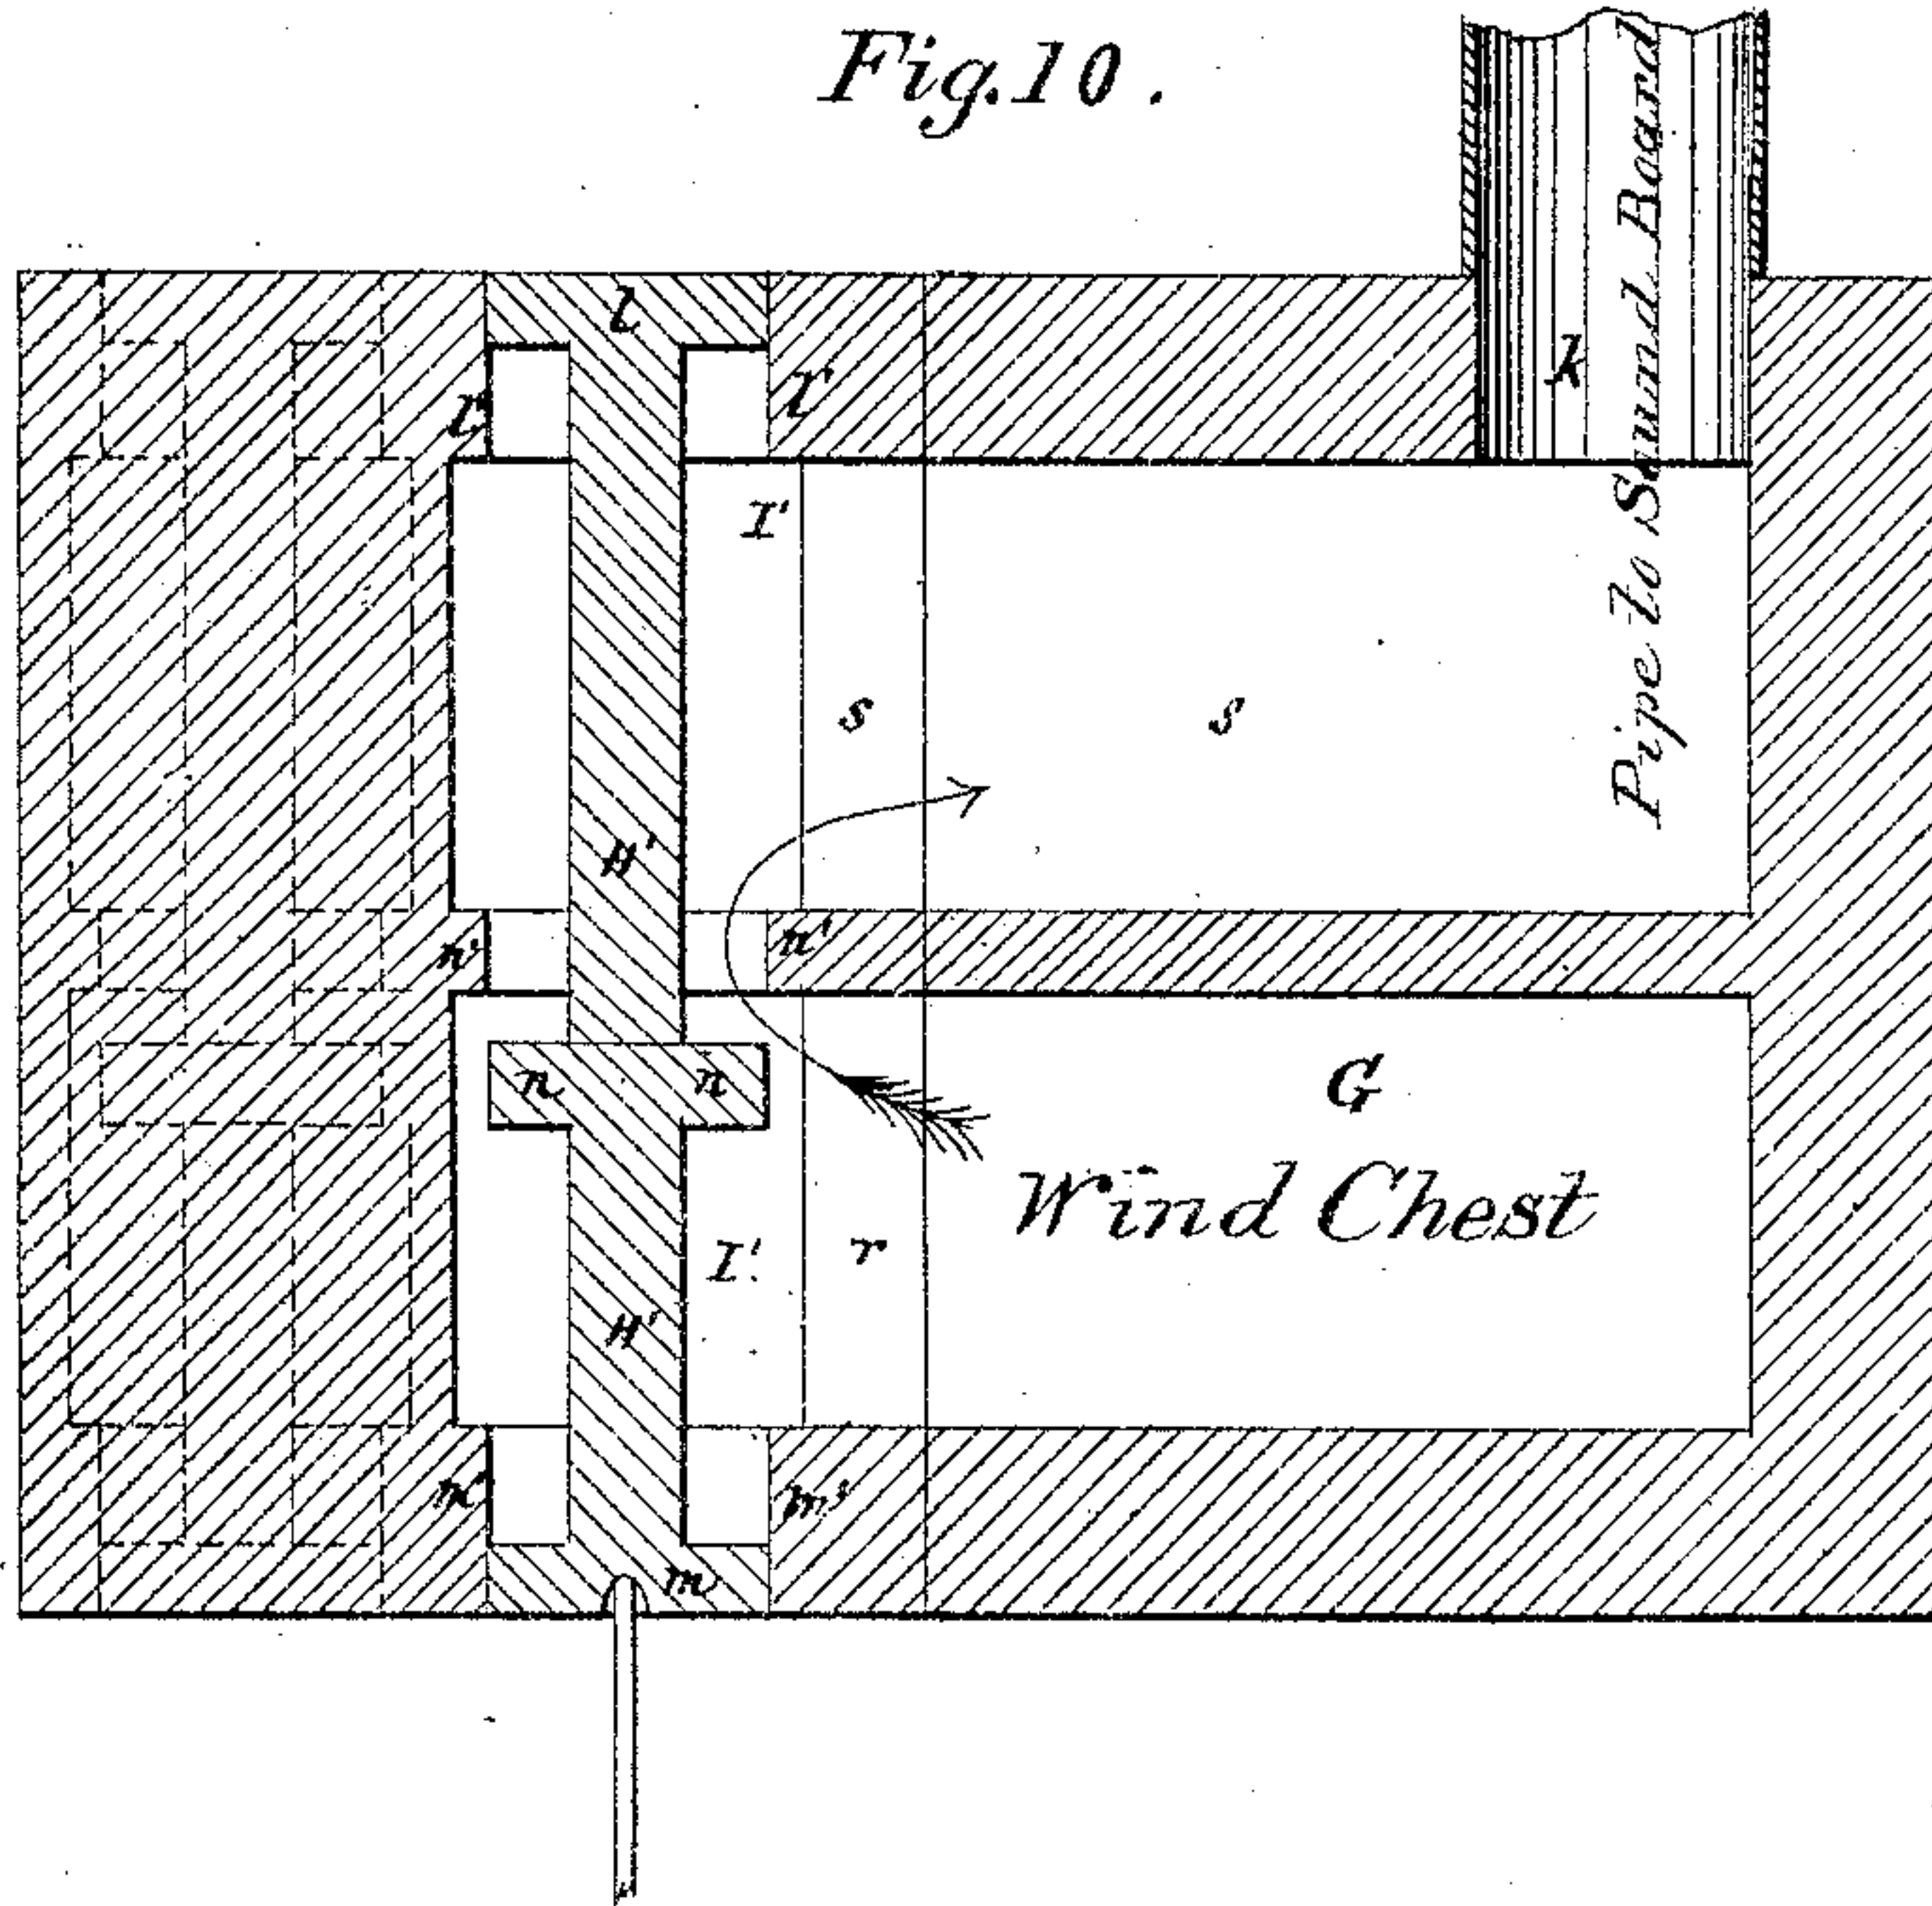 Fig. 10.
Pipe to Sound Board
k
l
l'
l'
I'
s
s
H'
n'
n'
n
n
G
Wind Chest
I'
r
H'
m'
m'
m